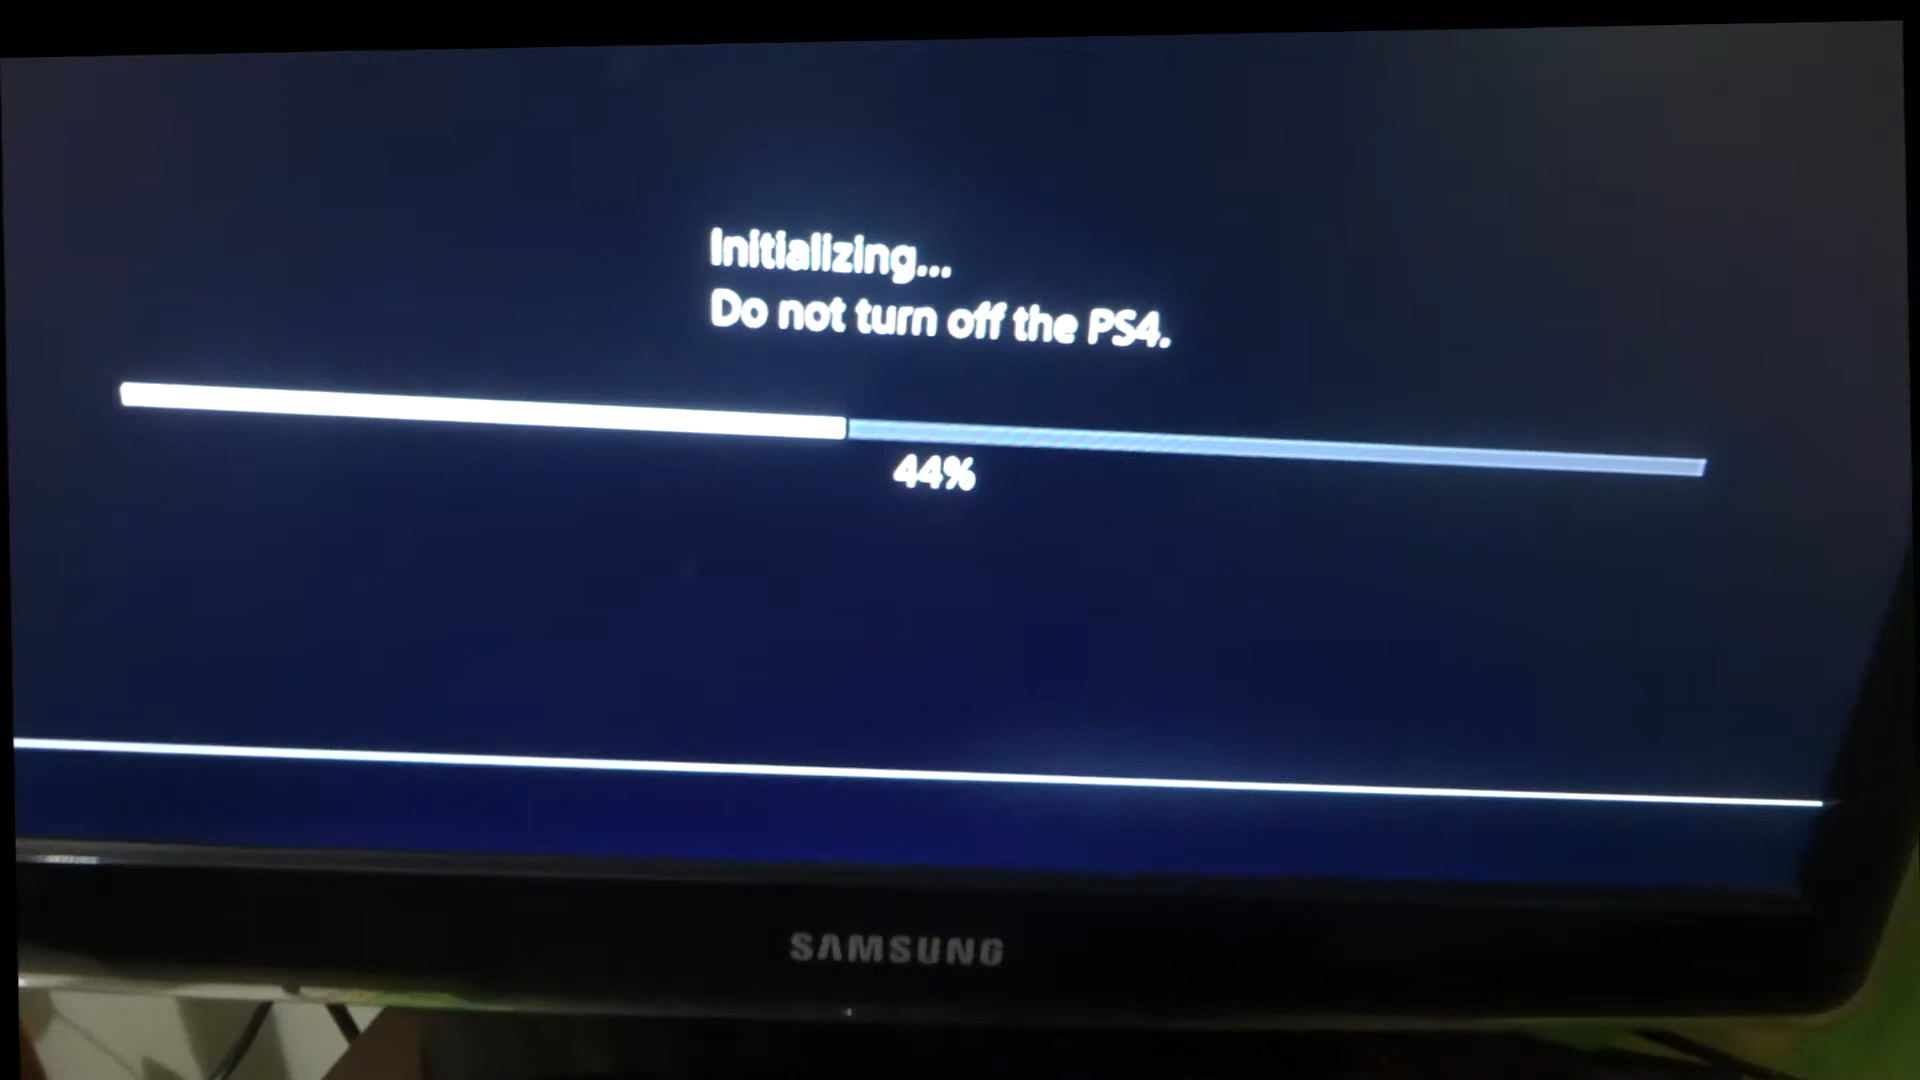 Initializing...
Do not turn off the PS4.
44%
SAMSUNG